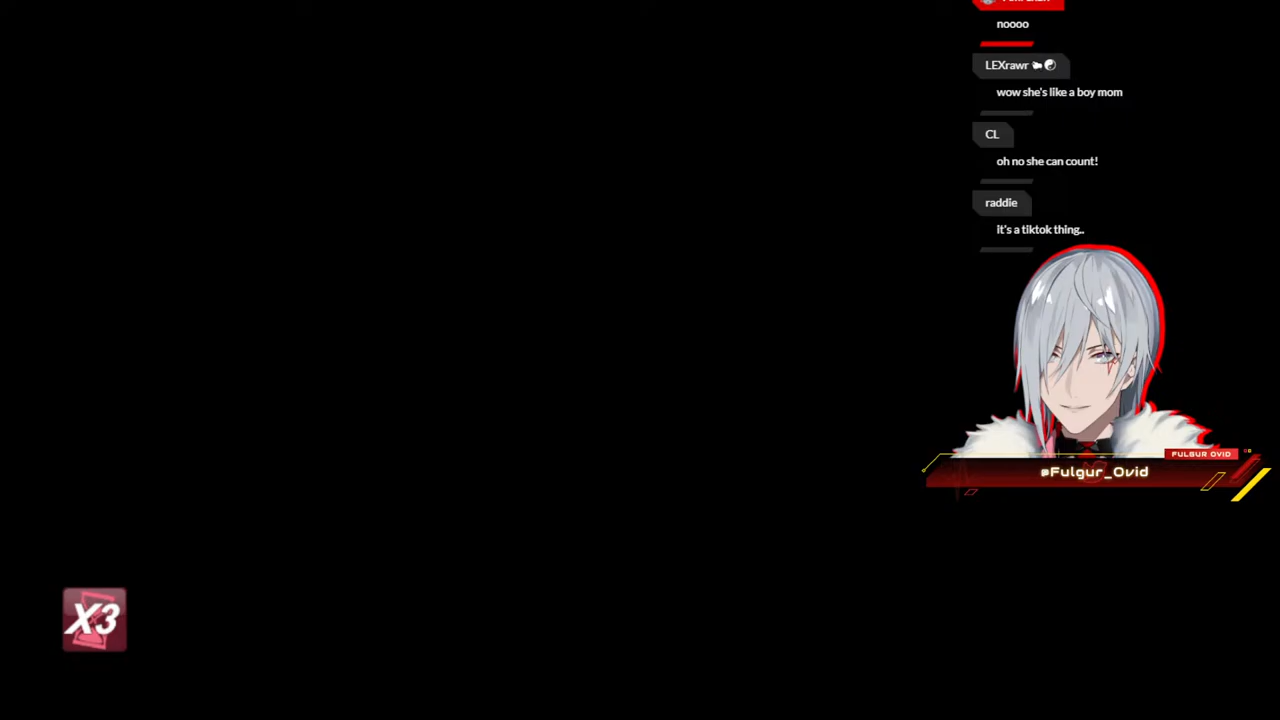 noooo
LEXrawr
wow she's like a boy mom
CL
oh no she can count!
raddie
it's a tiktok thing..
FULGUR OVID
@Fulgur_Ovid
X3